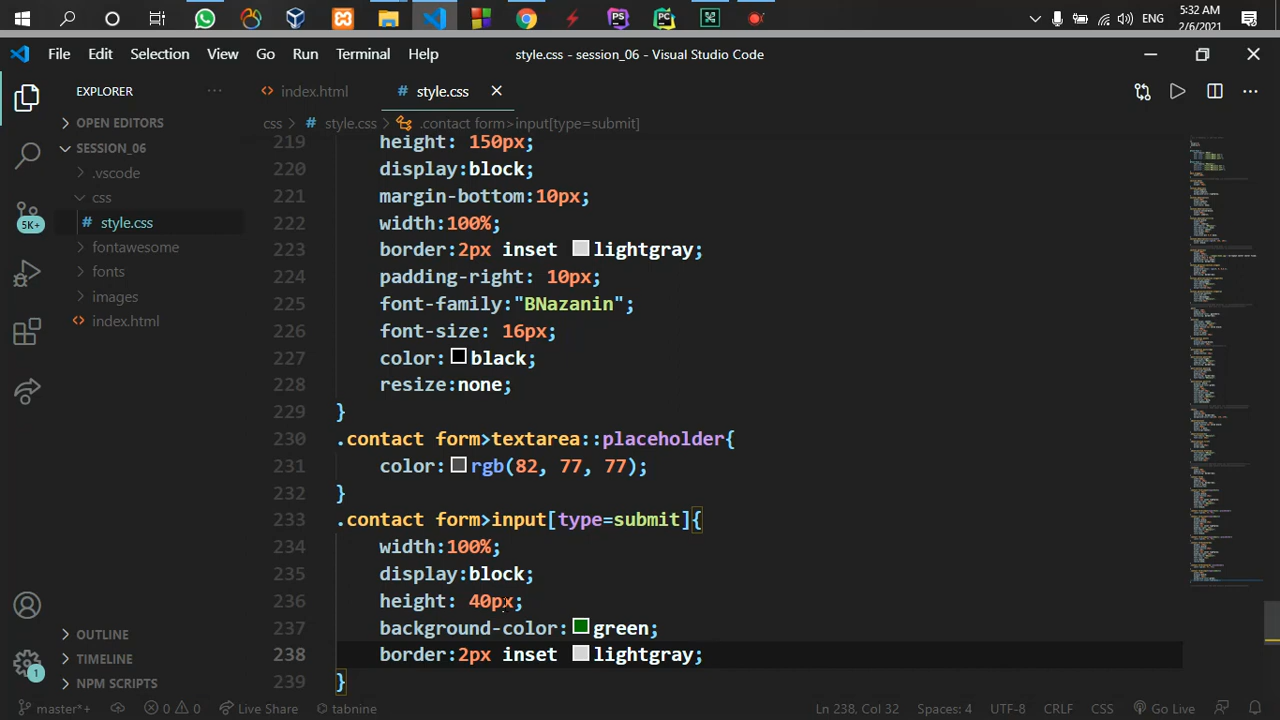 ENG
5:32 AM
2/6/2021
File Edit Selection View Go Run Terminal Help
style.css - session_06 - Visual Studio Code
EXPLORER
index.html
style.css
css > style.css > .contact form>input[type=submit]
OPEN EDITORS
SESSION_06
.vscode
css
style.css
fontawesome
fonts
images
index.html
OUTLINE
TIMELINE
NPM SCRIPTS
5K+
1
219 height: 150px;
220 display:block;
221 margin-bottom:10px;
222 width:100%;
223 border:2px inset lightgray;
224 padding-right: 10px;
225 font-family:"BNazanin";
226 font-size: 16px;
227 color: black;
228 resize:none;
229 }
230 .contact form>textarea::placeholder{
231 color: rgb(82, 77, 77);
232 }
233 .contact form>input[type=submit]{
234 width:100%;
235 display:block;
236 height: 40px;
237 background-color: green;
238 border:2px inset lightgray;
239 }
master*+ 0 0 Live Share tabnine Ln 238, Col 32 Spaces: 4 UTF-8 CRLF CSS Go Live